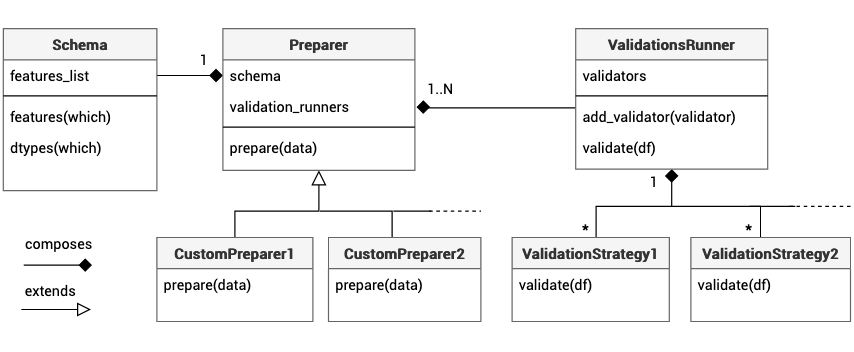 Schema
features_list
features(which)
dtypes(which)
1
Preparer
schema
validation_runners
prepare(data)
1..N
ValidationsRunner
validators
add_validator(validator)
validate(df)
1
composes
extends
CustomPreparer1
prepare(data)
CustomPreparer2
prepare(data)
*
ValidationStrategy1
validate(df)
*
ValidationStrategy2
validate(df)